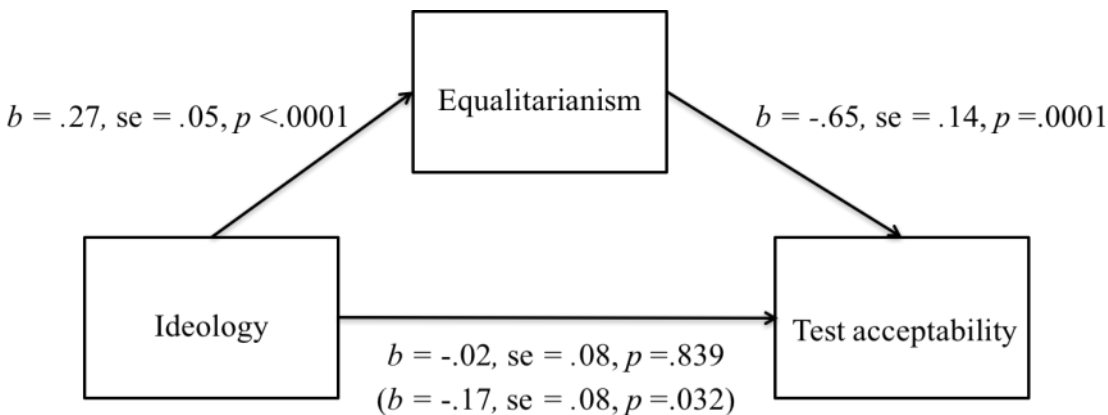 Equalitarianism
b = .27, se = .05, p <.0001
b = -.65, se = .14, p =.0001
Ideology
Test acceptability
b = -.02, se = .08, p =.839
(b = -.17, se = .08, p =.032)